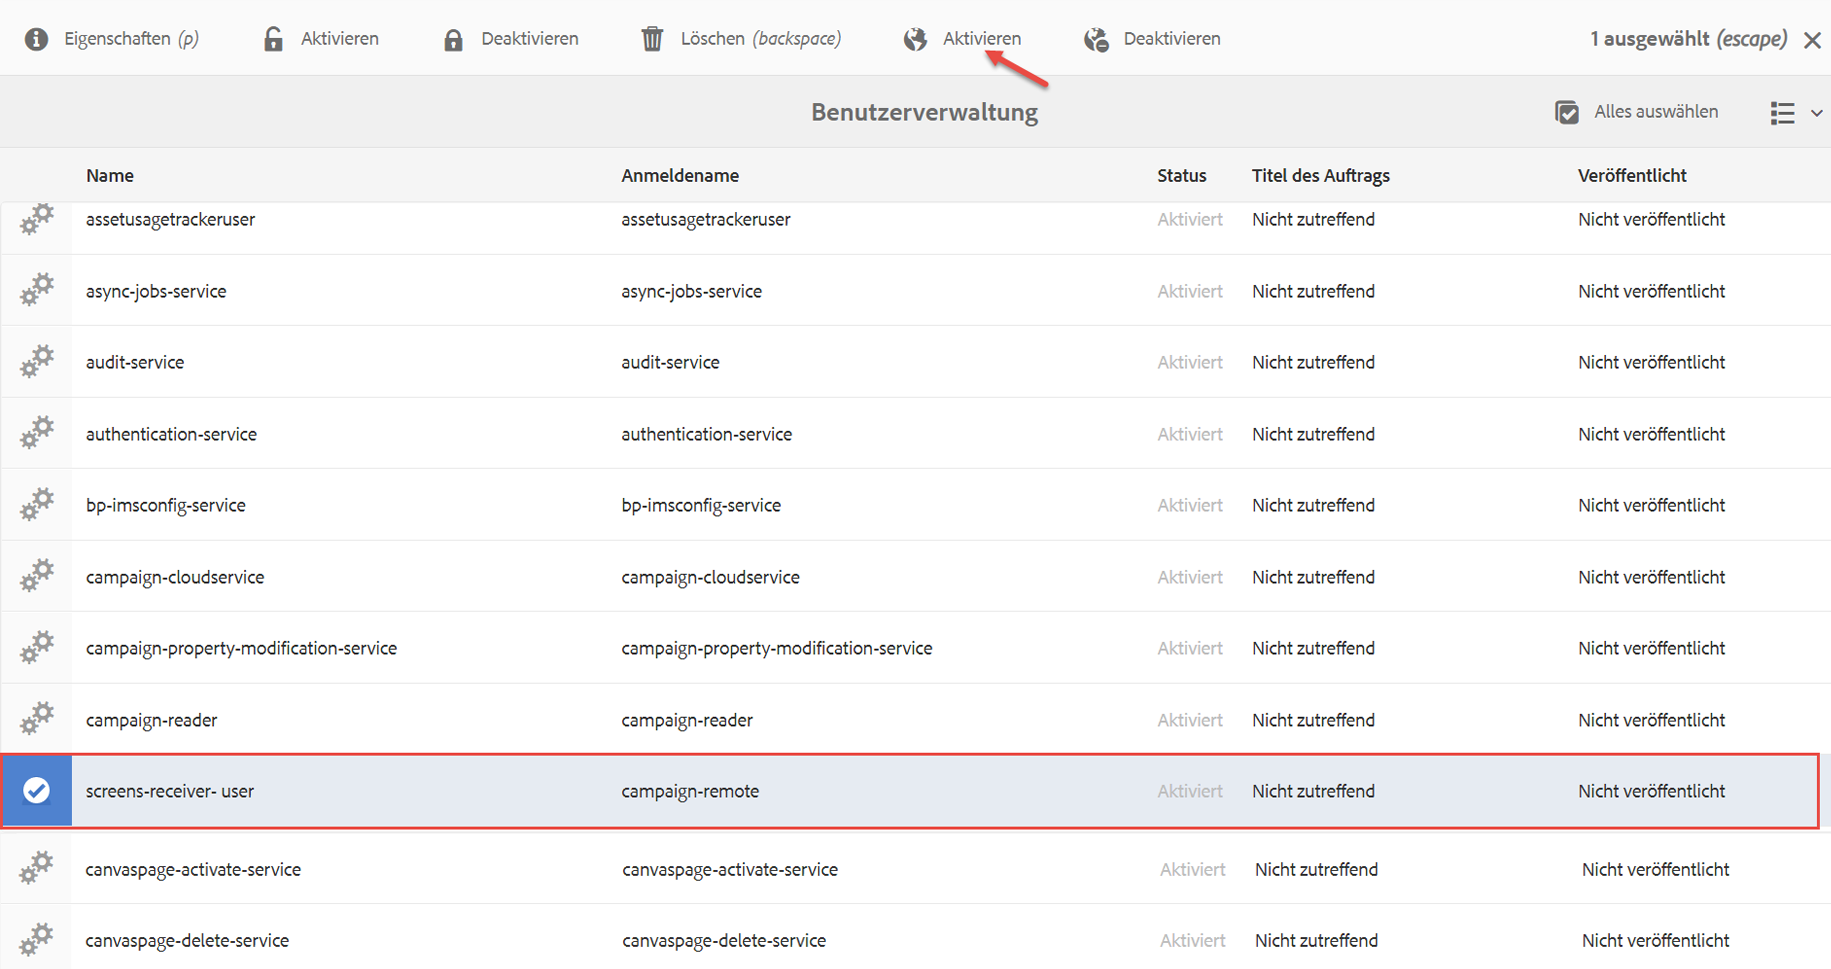 Eigenschaften (p) Aktivieren Deaktivieren Löschen (backspace) Aktivieren Deaktivieren 1 ausgewählt (escape)
Benutzerverwaltung Alles auswählen
Name Anmeldename Status Titel des Auftrags Veröffentlicht
assetusagetrackeruser assetusagetrackeruser Aktiviert Nicht zutreffend Nicht veröffentlicht
async-jobs-service async-jobs-service Aktiviert Nicht zutreffend Nicht veröffentlicht
audit-service audit-service Aktiviert Nicht zutreffend Nicht veröffentlicht
authentication-service authentication-service Aktiviert Nicht zutreffend Nicht veröffentlicht
bp-imsconfig-service bp-imsconfig-service Aktiviert Nicht zutreffend Nicht veröffentlicht
campaign-cloudservice campaign-cloudservice Aktiviert Nicht zutreffend Nicht veröffentlicht
campaign-property-modification-service campaign-property-modification-service Aktiviert Nicht zutreffend Nicht veröffentlicht
campaign-reader campaign-reader Aktiviert Nicht zutreffend Nicht veröffentlicht
screens-receiver- user campaign-remote Aktiviert Nicht zutreffend Nicht veröffentlicht
canvaspage-activate-service canvaspage-activate-service Aktiviert Nicht zutreffend Nicht veröffentlicht
canvaspage-delete-service canvaspage-delete-service Aktiviert Nicht zutreffend Nicht veröffentlicht